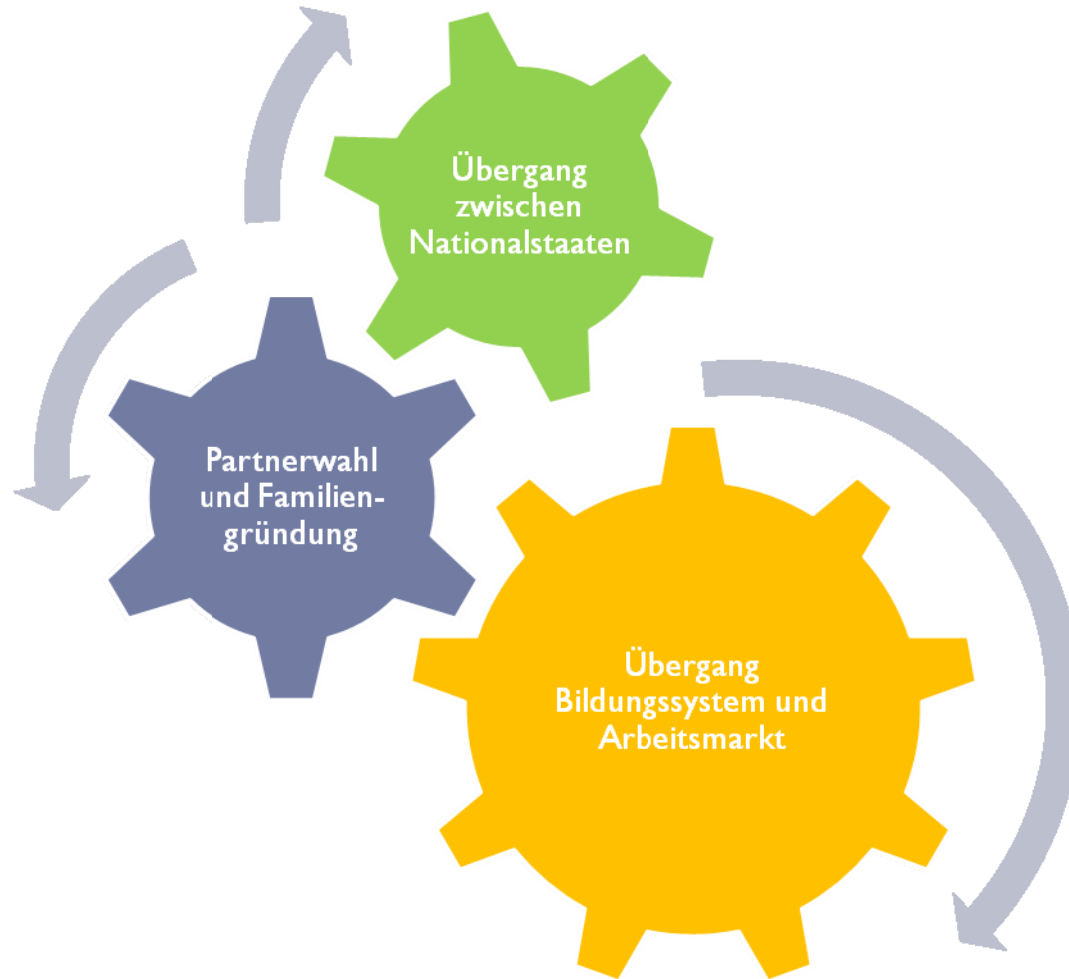 Übergang
zwischen
Nationalstaaten
Partnerwahl
und Familien-
gründung
Übergang
Bildungssystem und
Arbeitsmarkt